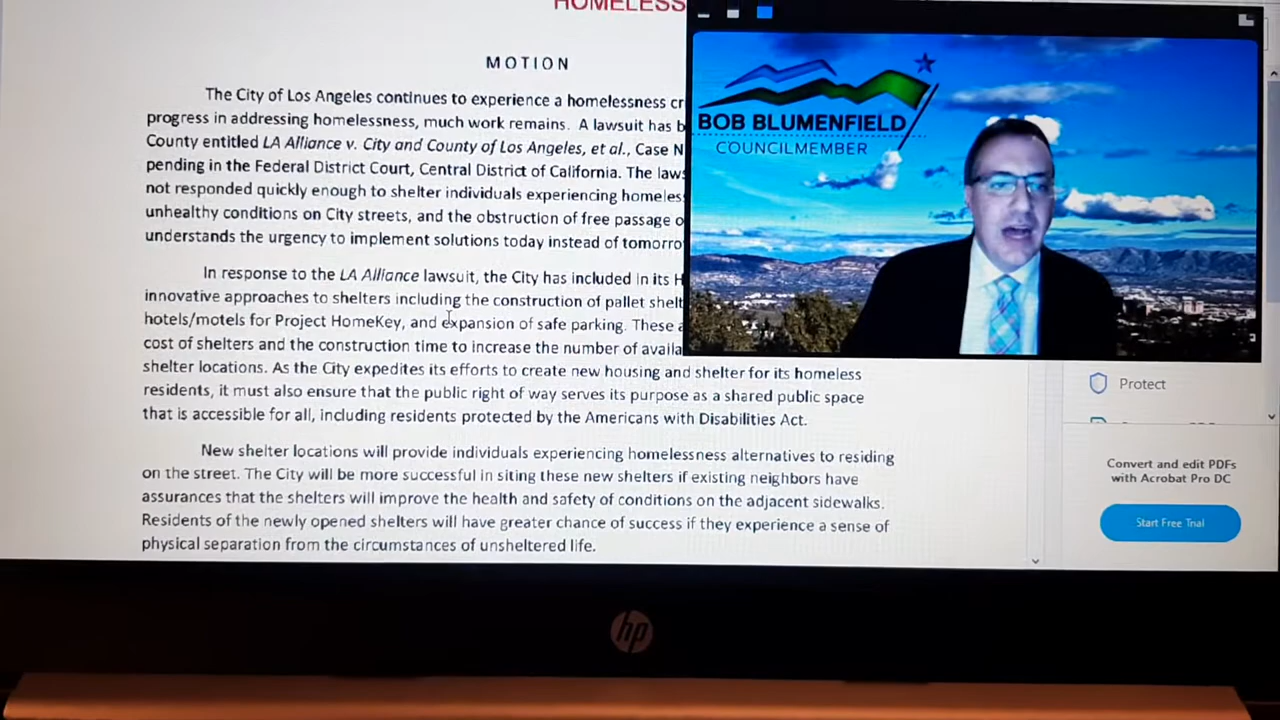 HOMELESS
MOTION
The City of Los Angeles continues to experience a homelessness cr
progress in addressing homelessness, much work remains. A lawsuit has b
County entitled LA Alliance v. City and County of Los Angeles, et al., Case N
pending in the Federal District Court, Central District of California. The laws
not responded quickly enough to shelter individuals experiencing homeles
unhealthy conditions on City streets, and the obstruction of free passage o
understands the urgency to implement solutions today instead of tomorro
In response to the LA Alliance lawsuit, the City has included in its H
innovative approaches to shelters including the construction of pallet shelt
hotels/motels for Project HomeKey, and expansion of safe parking. These a
cost of shelters and the construction time to increase the number of availa
shelter locations. As the City expedites its efforts to create new housing and shelter for its homeless
residents, it must also ensure that the public right of way serves its purpose as a shared public space
that is accessible for all, including residents protected by the Americans with Disabilities Act.
New shelter locations will provide individuals experiencing homelessness alternatives to residing
on the street. The City will be more successful in siting these new shelters if existing neighbors have
assurances that the shelters will improve the health and safety of conditions on the adjacent sidewalks.
Residents of the newly opened shelters will have greater chance of success if they experience a sense of
physical separation from the circumstances of unsheltered life.
BOB BLUMENFIELD
COUNCILMEMBER
Protect
Convert and edit PDFs
with Acrobat Pro DC
Start Free Trial
hp